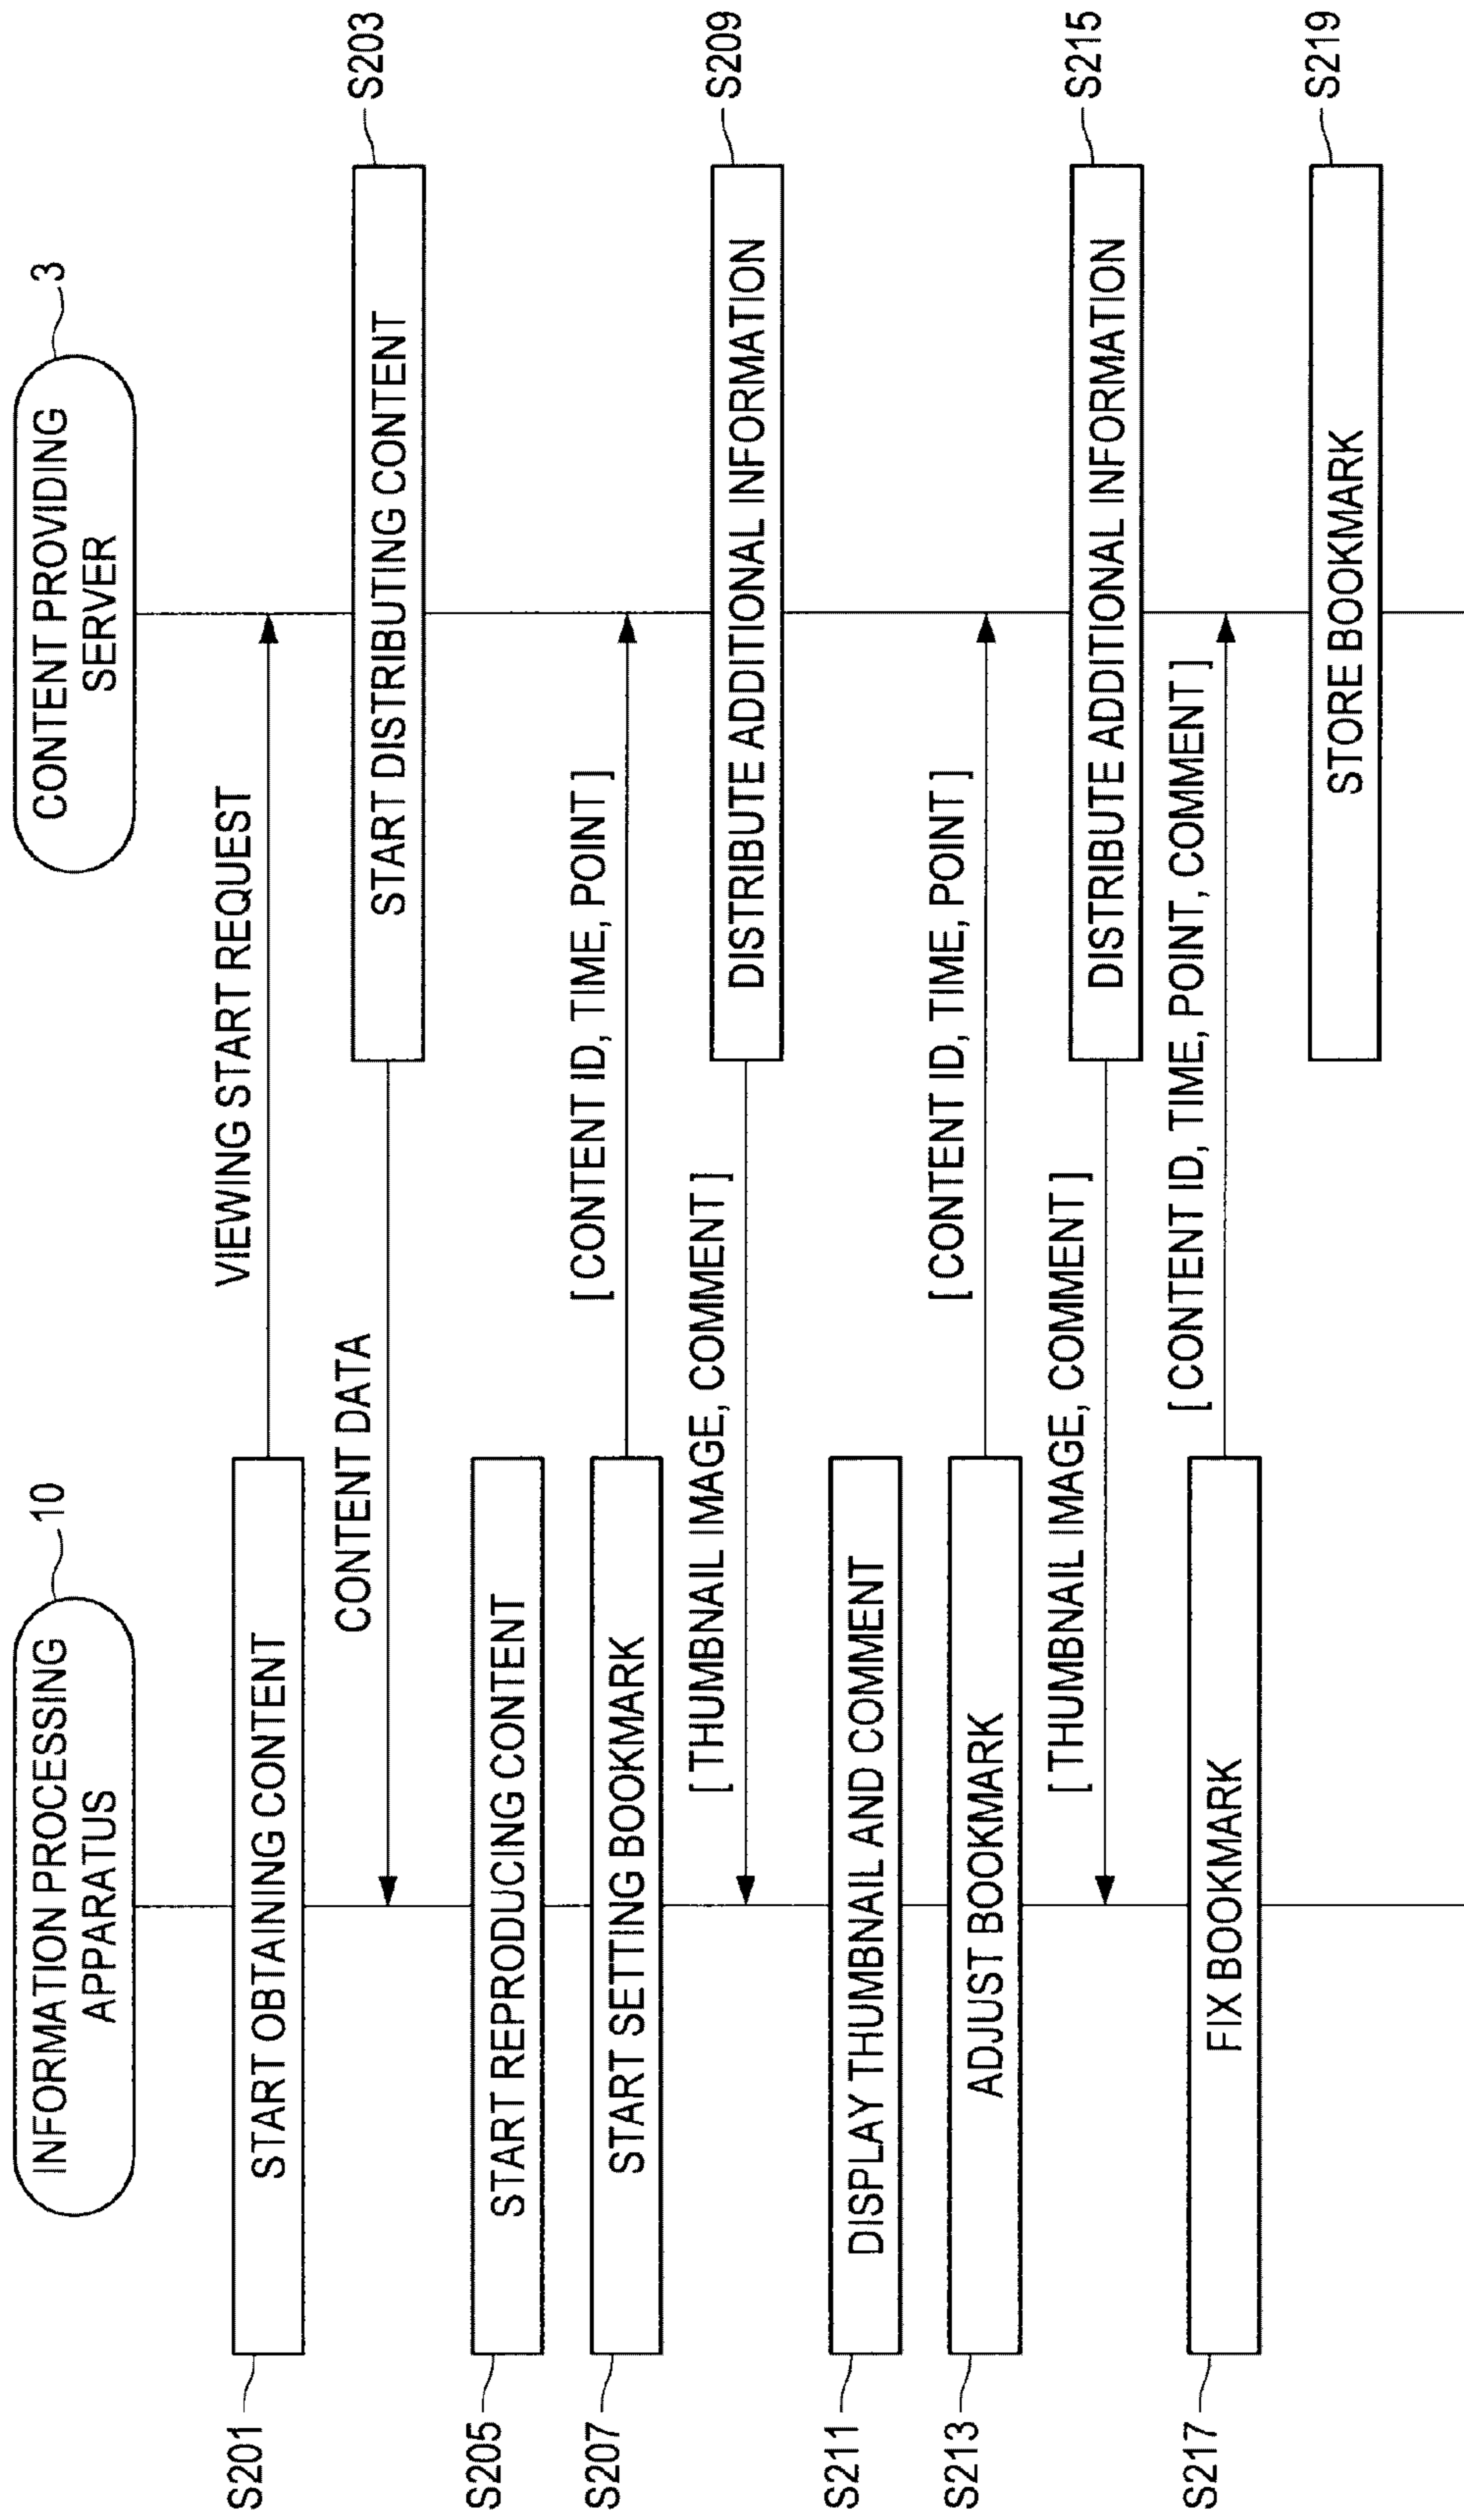 INFORMATION PROCESSING
APPARATUS
10
CONTENT PROVIDING
SERVER
3
S201
START OBTAINING CONTENT
VIEWING START REQUEST
START DISTRIBUTING CONTENT
S203
CONTENT DATA
S205
START REPRODUCING CONTENT
S207
START SETTING BOOKMARK
[ CONTENT ID, TIME, POINT ]
DISTRIBUTE ADDITIONAL INFORMATION
S209
[ THUMBNAIL IMAGE, COMMENT ]
S211
DISPLAY THUMBNAIL AND COMMENT
S213
ADJUST BOOKMARK
[ CONTENT ID, TIME, POINT ]
DISTRIBUTE ADDITIONAL INFORMATION
S215
[ THUMBNAIL IMAGE, COMMENT ]
S217
FIX BOOKMARK
[ CONTENT ID, TIME, POINT, COMMENT ]
STORE BOOKMARK
S219